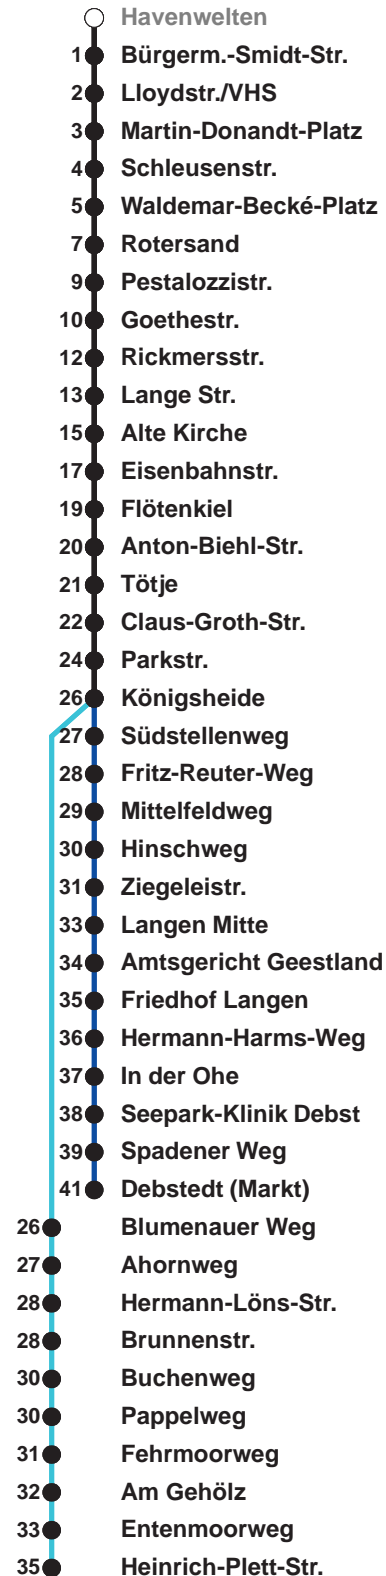 Havenwelten
1 Bürgerm.-Smidt-Str.
2 Lloydstr./VHS
3 Martin-Donandt-Platz
4 Schleusenstr.
5 Waldemar-Becké-Platz
7 Rotersand
9 Pestalozzistr.
10 Goethestr.
12 Rickmersstr.
13 Lange Str.
15 Alte Kirche
17 Eisenbahnstr.
19 Flötenkiel
20 Anton-Biehl-Str.
21 Tötje
22 Claus-Groth-Str.
24 Parkstr.
26 Königsheide
27 Südstellenweg
28 Fritz-Reuter-Weg
29 Mittelfeldweg
30 Hinschweg
31 Ziegeleistr.
33 Langen Mitte
34 Amtsgericht Geestland
35 Friedhof Langen
36 Hermann-Harms-Weg
37 In der Ohe
38 Seepark-Klinik Debst
39 Spadener Weg
41 Debstedt (Markt)
26 Blumenauer Weg
27 Ahornweg
28 Hermann-Löns-Str.
28 Brunnenstr.
30 Buchenweg
30 Pappelweg
31 Fehrmoorweg
32 Am Gehölz
33 Entenmoorweg
35 Heinrich-Plett-Str.